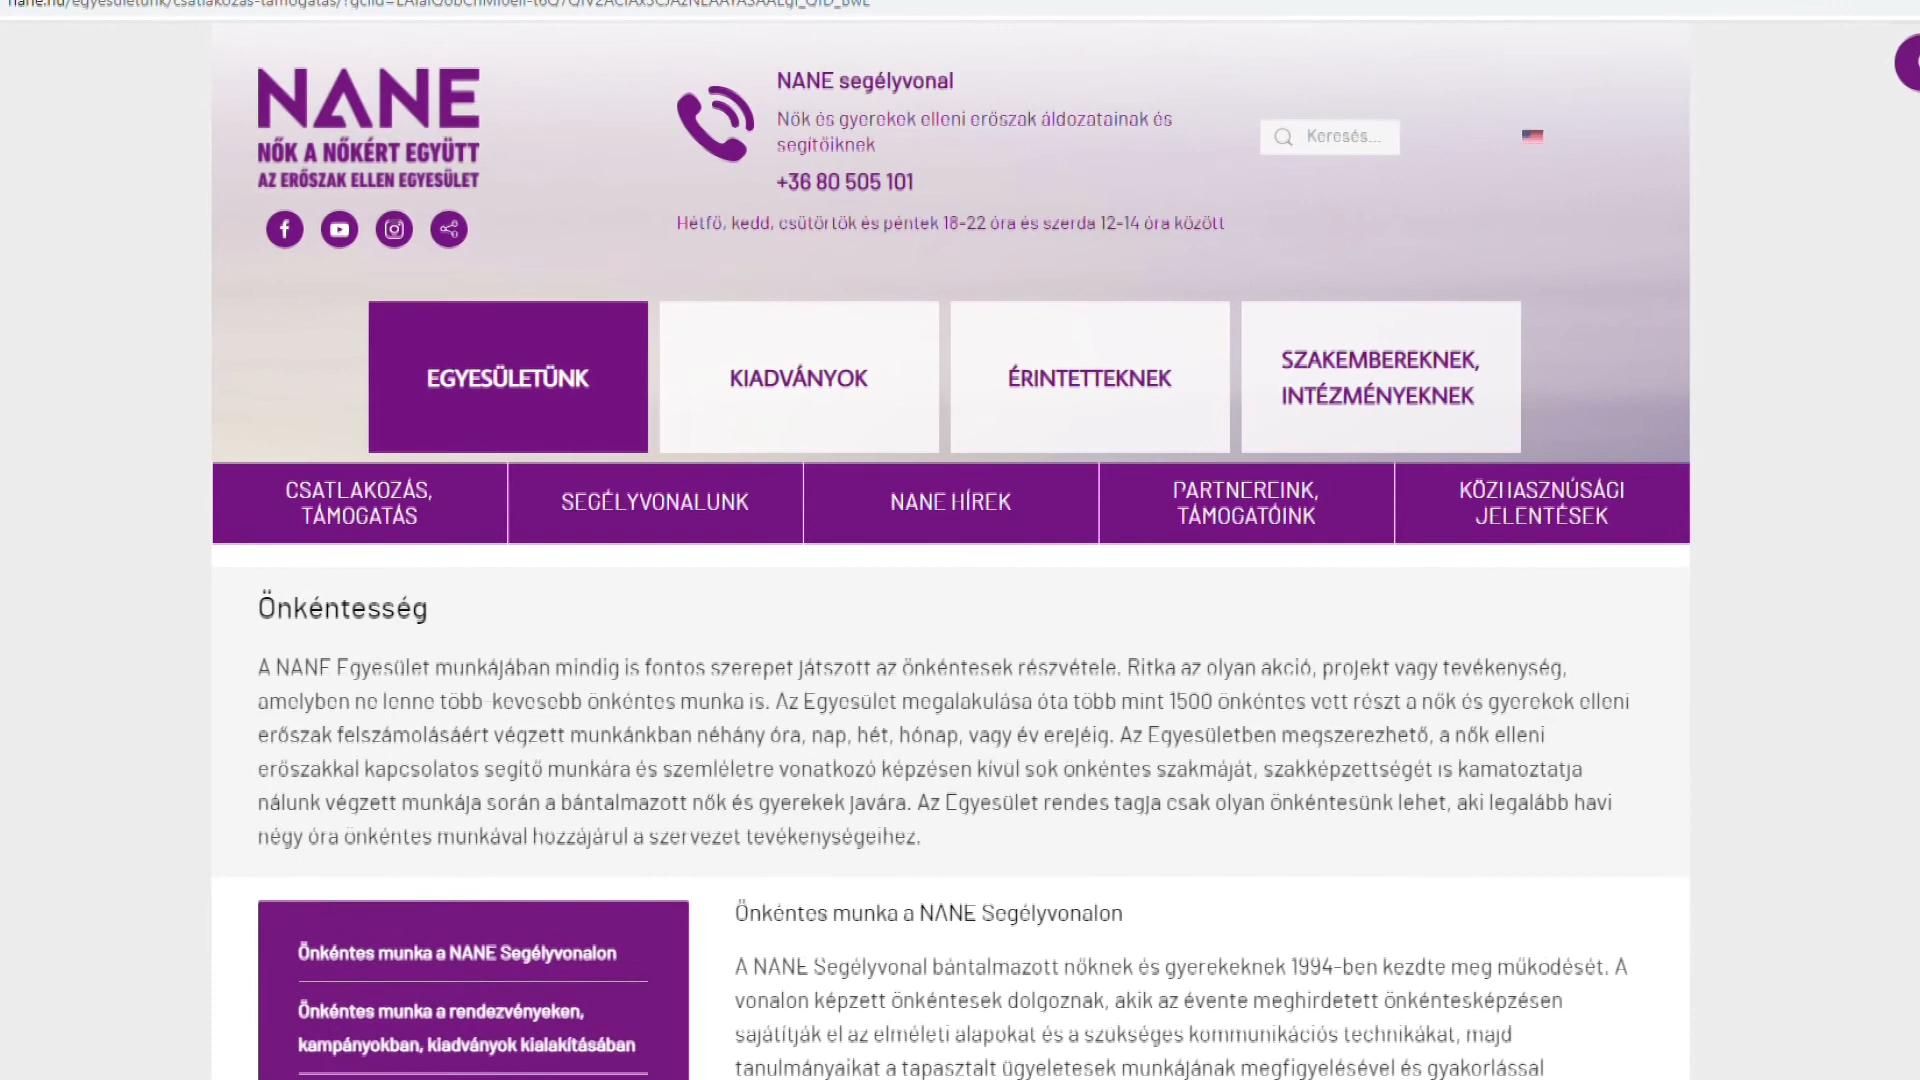 nane.hu/egyesuletunk/csatlakozas-tamogatas/
NANE
NŐK A NŐKÉRT EGYÜTT
AZ ERŐSZAK ELLEN EGYESÜLET
NANE segélyvonal
Nők és gyerekek elleni erőszak áldozatainak és
segítőiknek
+36 80 505 101
Hétfő, kedd, csütörtök és péntek 18-22 óra és szerda 12-14 óra között
Keresés...
EGYESÜLETÜNK
KIADVÁNYOK
ÉRINTETTEKNEK
SZAKEMBEREKNEK,
INTÉZMÉNYEKNEK
CSATLAKOZÁS,
TÁMOGATÁS
SEGÉLYVONALUNK
NANE HÍREK
PARTNEREINK,
TÁMOGATÓINK
KÖZHASZNÚSÁGI
JELENTÉSEK
Önkéntesség
A NANE Egyesület munkájában mindig is fontos szerepet játszott az önkéntesek részvétele. Ritka az olyan akció, projekt vagy tevékenység,
amelyben ne lenne több-kevesebb önkéntes munka is. Az Egyesület megalakulása óta több mint 1500 önkéntes vett részt a nők és gyerekek elleni
erőszak felszámolásáért végzett munkánkban néhány óra, nap, hét, hónap, vagy év erejéig. Az Egyesületben megszerezhető, a nők elleni
erőszakkal kapcsolatos segítő munkára és szemléletre vonatkozó képzésen kívül sok önkéntes szakmáját, szakképzettségét is kamatoztatja
nálunk végzett munkája során a bántalmazott nők és gyerekek javára. Az Egyesület rendes tagja csak olyan önkéntesünk lehet, aki legalább havi
négy óra önkéntes munkával hozzájárul a szervezet tevékenységeihez.
Önkéntes munka a NANE Segélyvonalon
Önkéntes munka a rendezvényeken,
kampányokban, kiadványok kialakításában
Önkéntes munka a NANE Segélyvonalon
A NANE Segélyvonal bántalmazott nőknek és gyerekeknek 1994-ben kezdte meg működését. A
vonalon képzett önkéntesek dolgoznak, akik az évente meghirdetett önkéntesképzésen
sajátítják el az elméleti alapokat és a szükséges kommunikációs technikákat, majd
tanulmányaikat a tapasztalt ügyeletesek munkájának megfigyelésével és gyakorlással